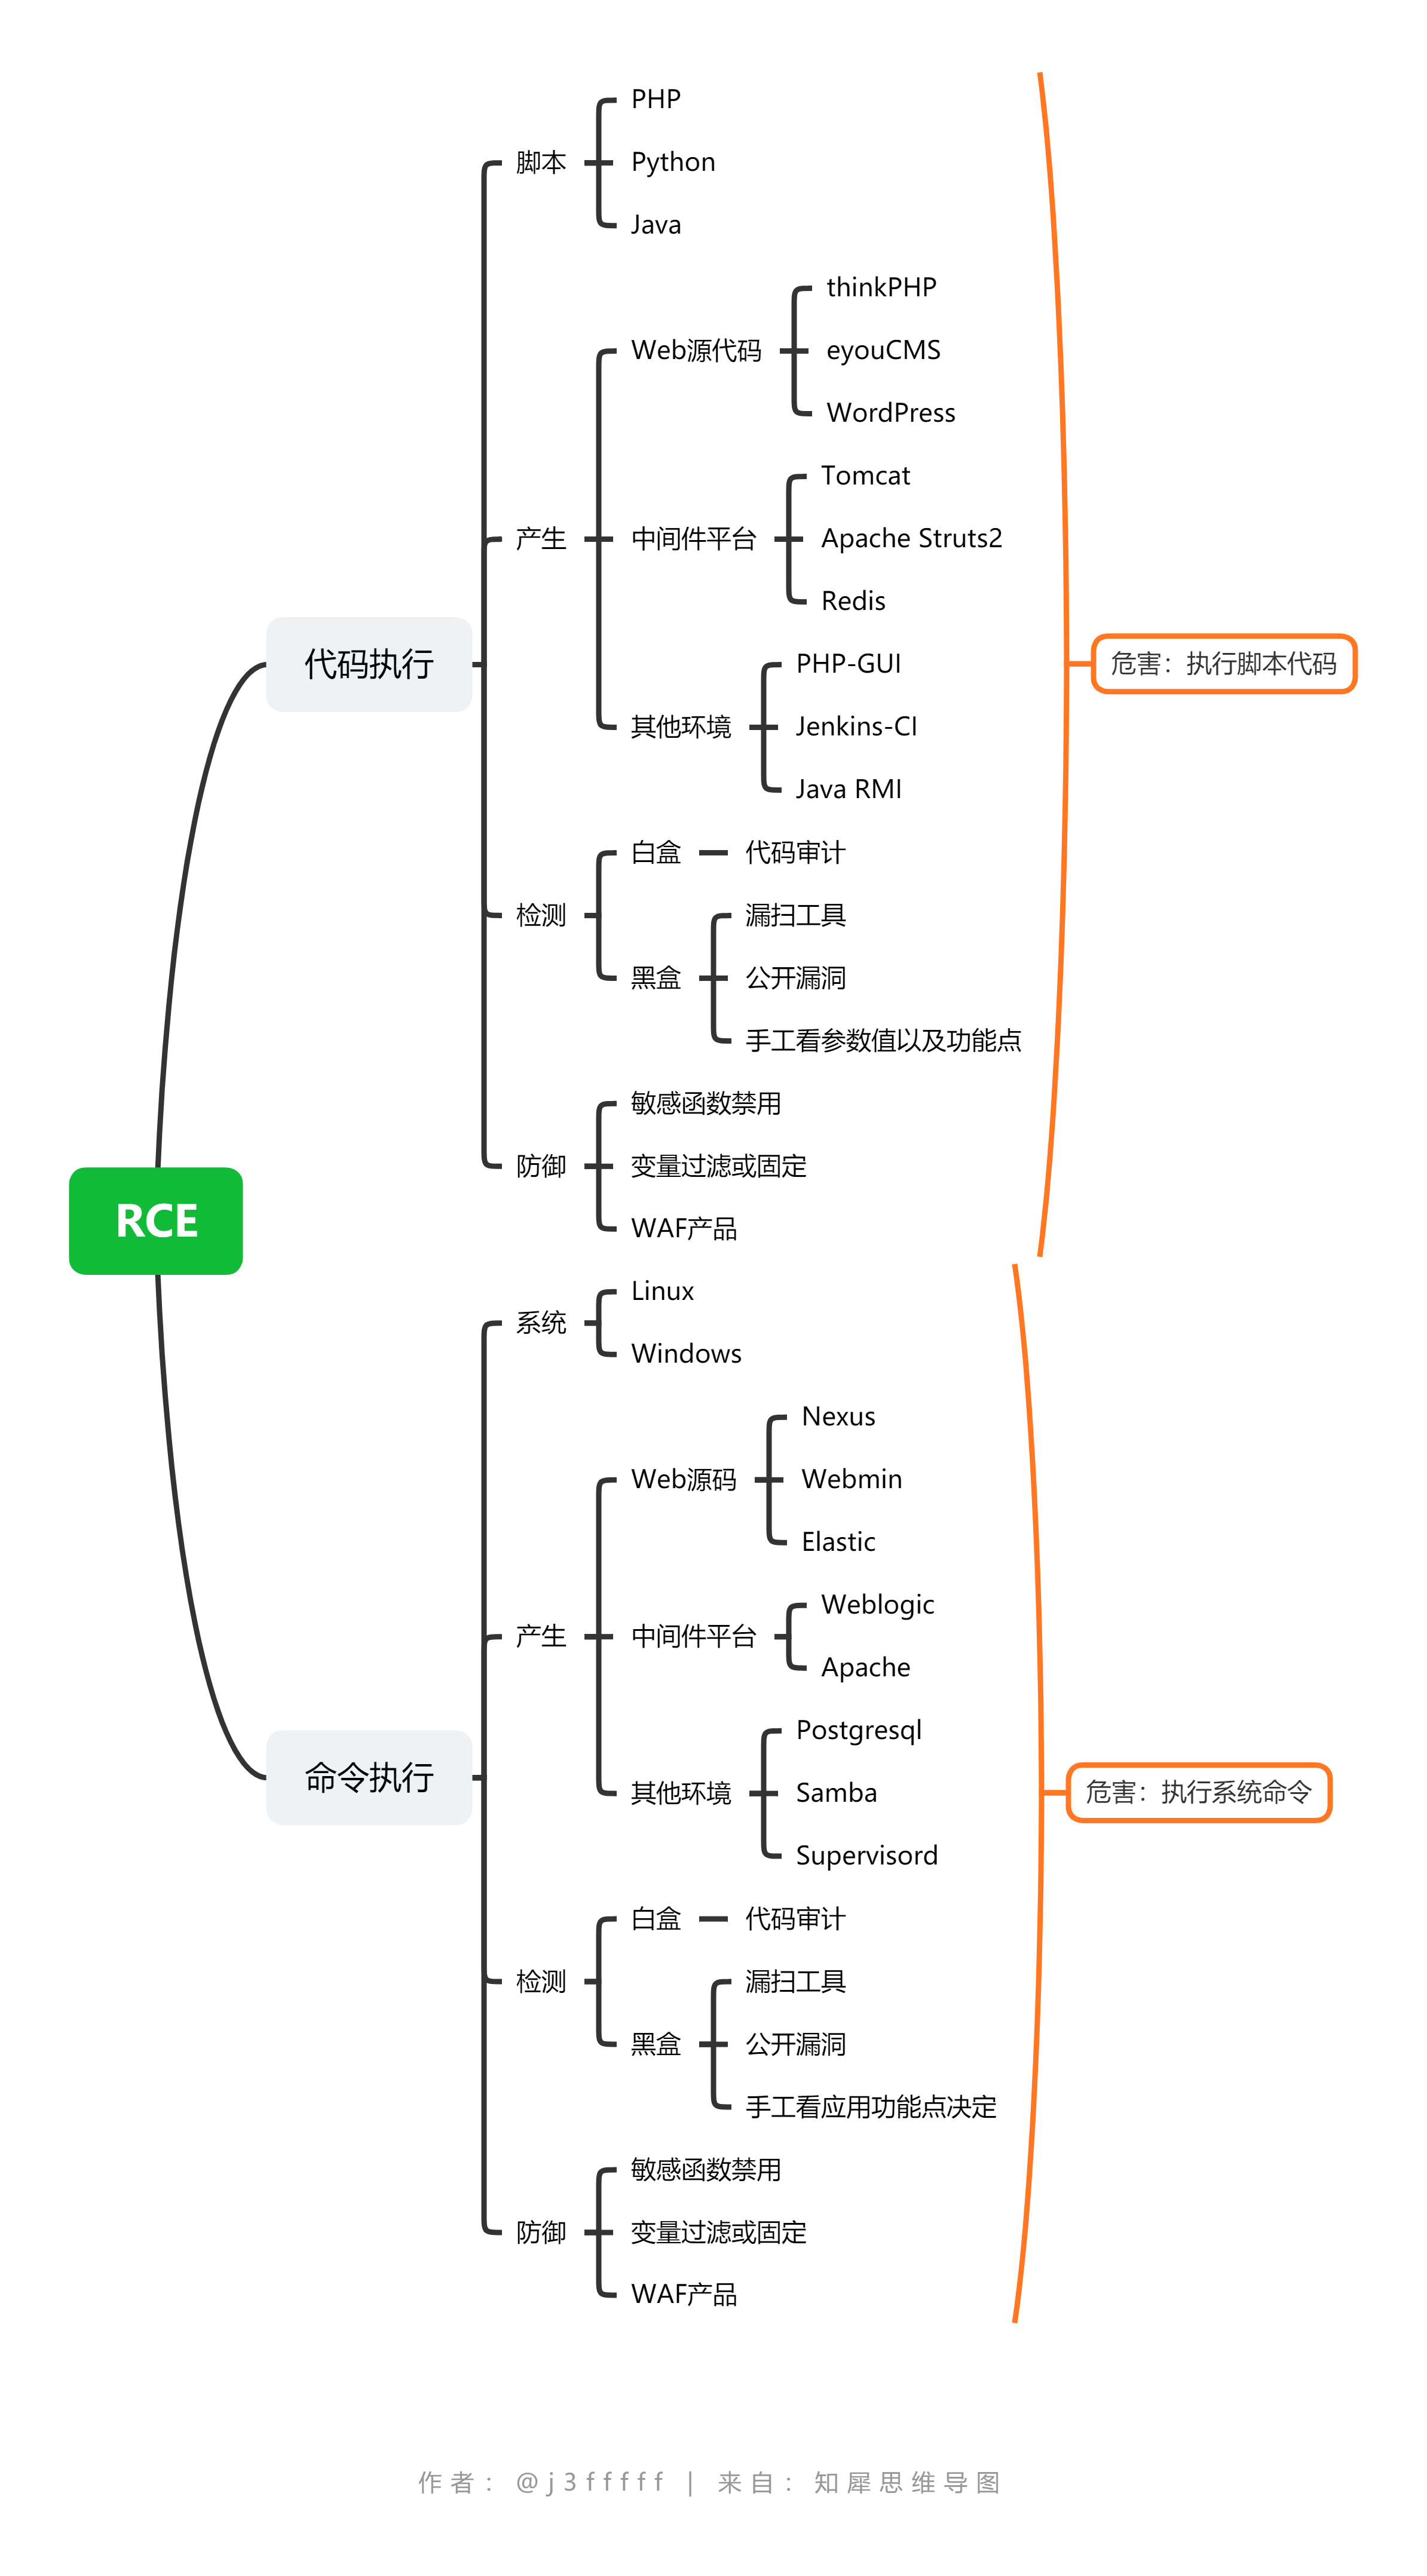 RCE
代码执行
脚本
PHP
Python
Java
产生
Web源代码
thinkPHP
eyouCMS
WordPress
中间件平台
Tomcat
Apache Struts2
Redis
其他环境
PHP-GUI
Jenkins-CI
Java RMI
检测
白盒
代码审计
黑盒
漏扫工具
公开漏洞
手工看参数值以及功能点
防御
敏感函数禁用
变量过滤或固定
WAF产品
危害：执行脚本代码
命令执行
系统
Linux
Windows
产生
Web源码
Nexus
Webmin
Elastic
中间件平台
Weblogic
Apache
其他环境
Postgresql
Samba
Supervisord
检测
白盒
代码审计
黑盒
漏扫工具
公开漏洞
手工看应用功能点决定
防御
敏感函数禁用
变量过滤或固定
WAF产品
危害：执行系统命令
作者：@j3fffff | 来自：知犀思维导图